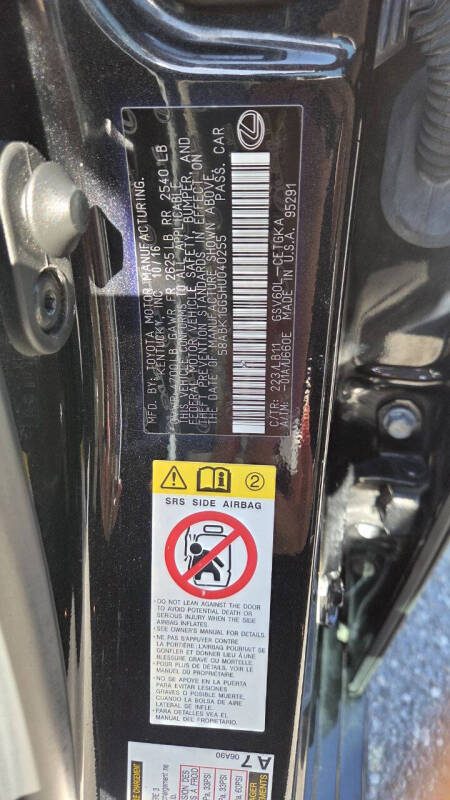 MFD. BY: TOYOTA MOTOR MANUFACTURING.
KENTUCKY, INC. 10/16
GVWR 4700 LB GAWR FR 2625 LB RR 2540 LB
THIS VEHICLE CONFORMS TO ALL APPLICABLE
FEDERAL MOTOR VEHICLE SAFETY, BUMPER, AND
THEFT PREVENTION STANDARDS IN EFFECT ON
THE DATE OF MANUFACTURE SHOWN ABOVE.
58ABK1GG5HU040255 PASS. CAR
C/TR: 223/LB11 GSV60L-CETGKA
A/TM: -01A/U660E MADE IN U.S.A. 95291
2
SRS SIDE AIRBAG
· DO NOT LEAN AGAINST THE DOOR
TO AVOID POTENTIAL DEATH OR
SERIOUS INJURY WHEN THE SIDE
AIRBAG INFLATES.
· SEE OWNER'S MANUAL FOR DETAILS.
· NE PAS S'APPUYER CONTRE
LA PORTIÈRE; L'AIRBAG POURRAIT SE
GONFLER ET DONNER LIEU À UNE
BLESSURE GRAVE OU MORTELLE.
· POUR PLUS DE DÉTAILS, VOIR LE
MANUEL DU PROPRIÉTAIRE.
· NO SE APOYE EN LA PUERTA
PARA EVITAR LESIONES
GRAVES O POSIBLE MUERTE,
CUANDO LA BOLSA DE AIRE
LATERAL SE INFLE.
· PARA DETALLES VEA EL
MANUAL DEL PROPIETARIO.
A7
06A90